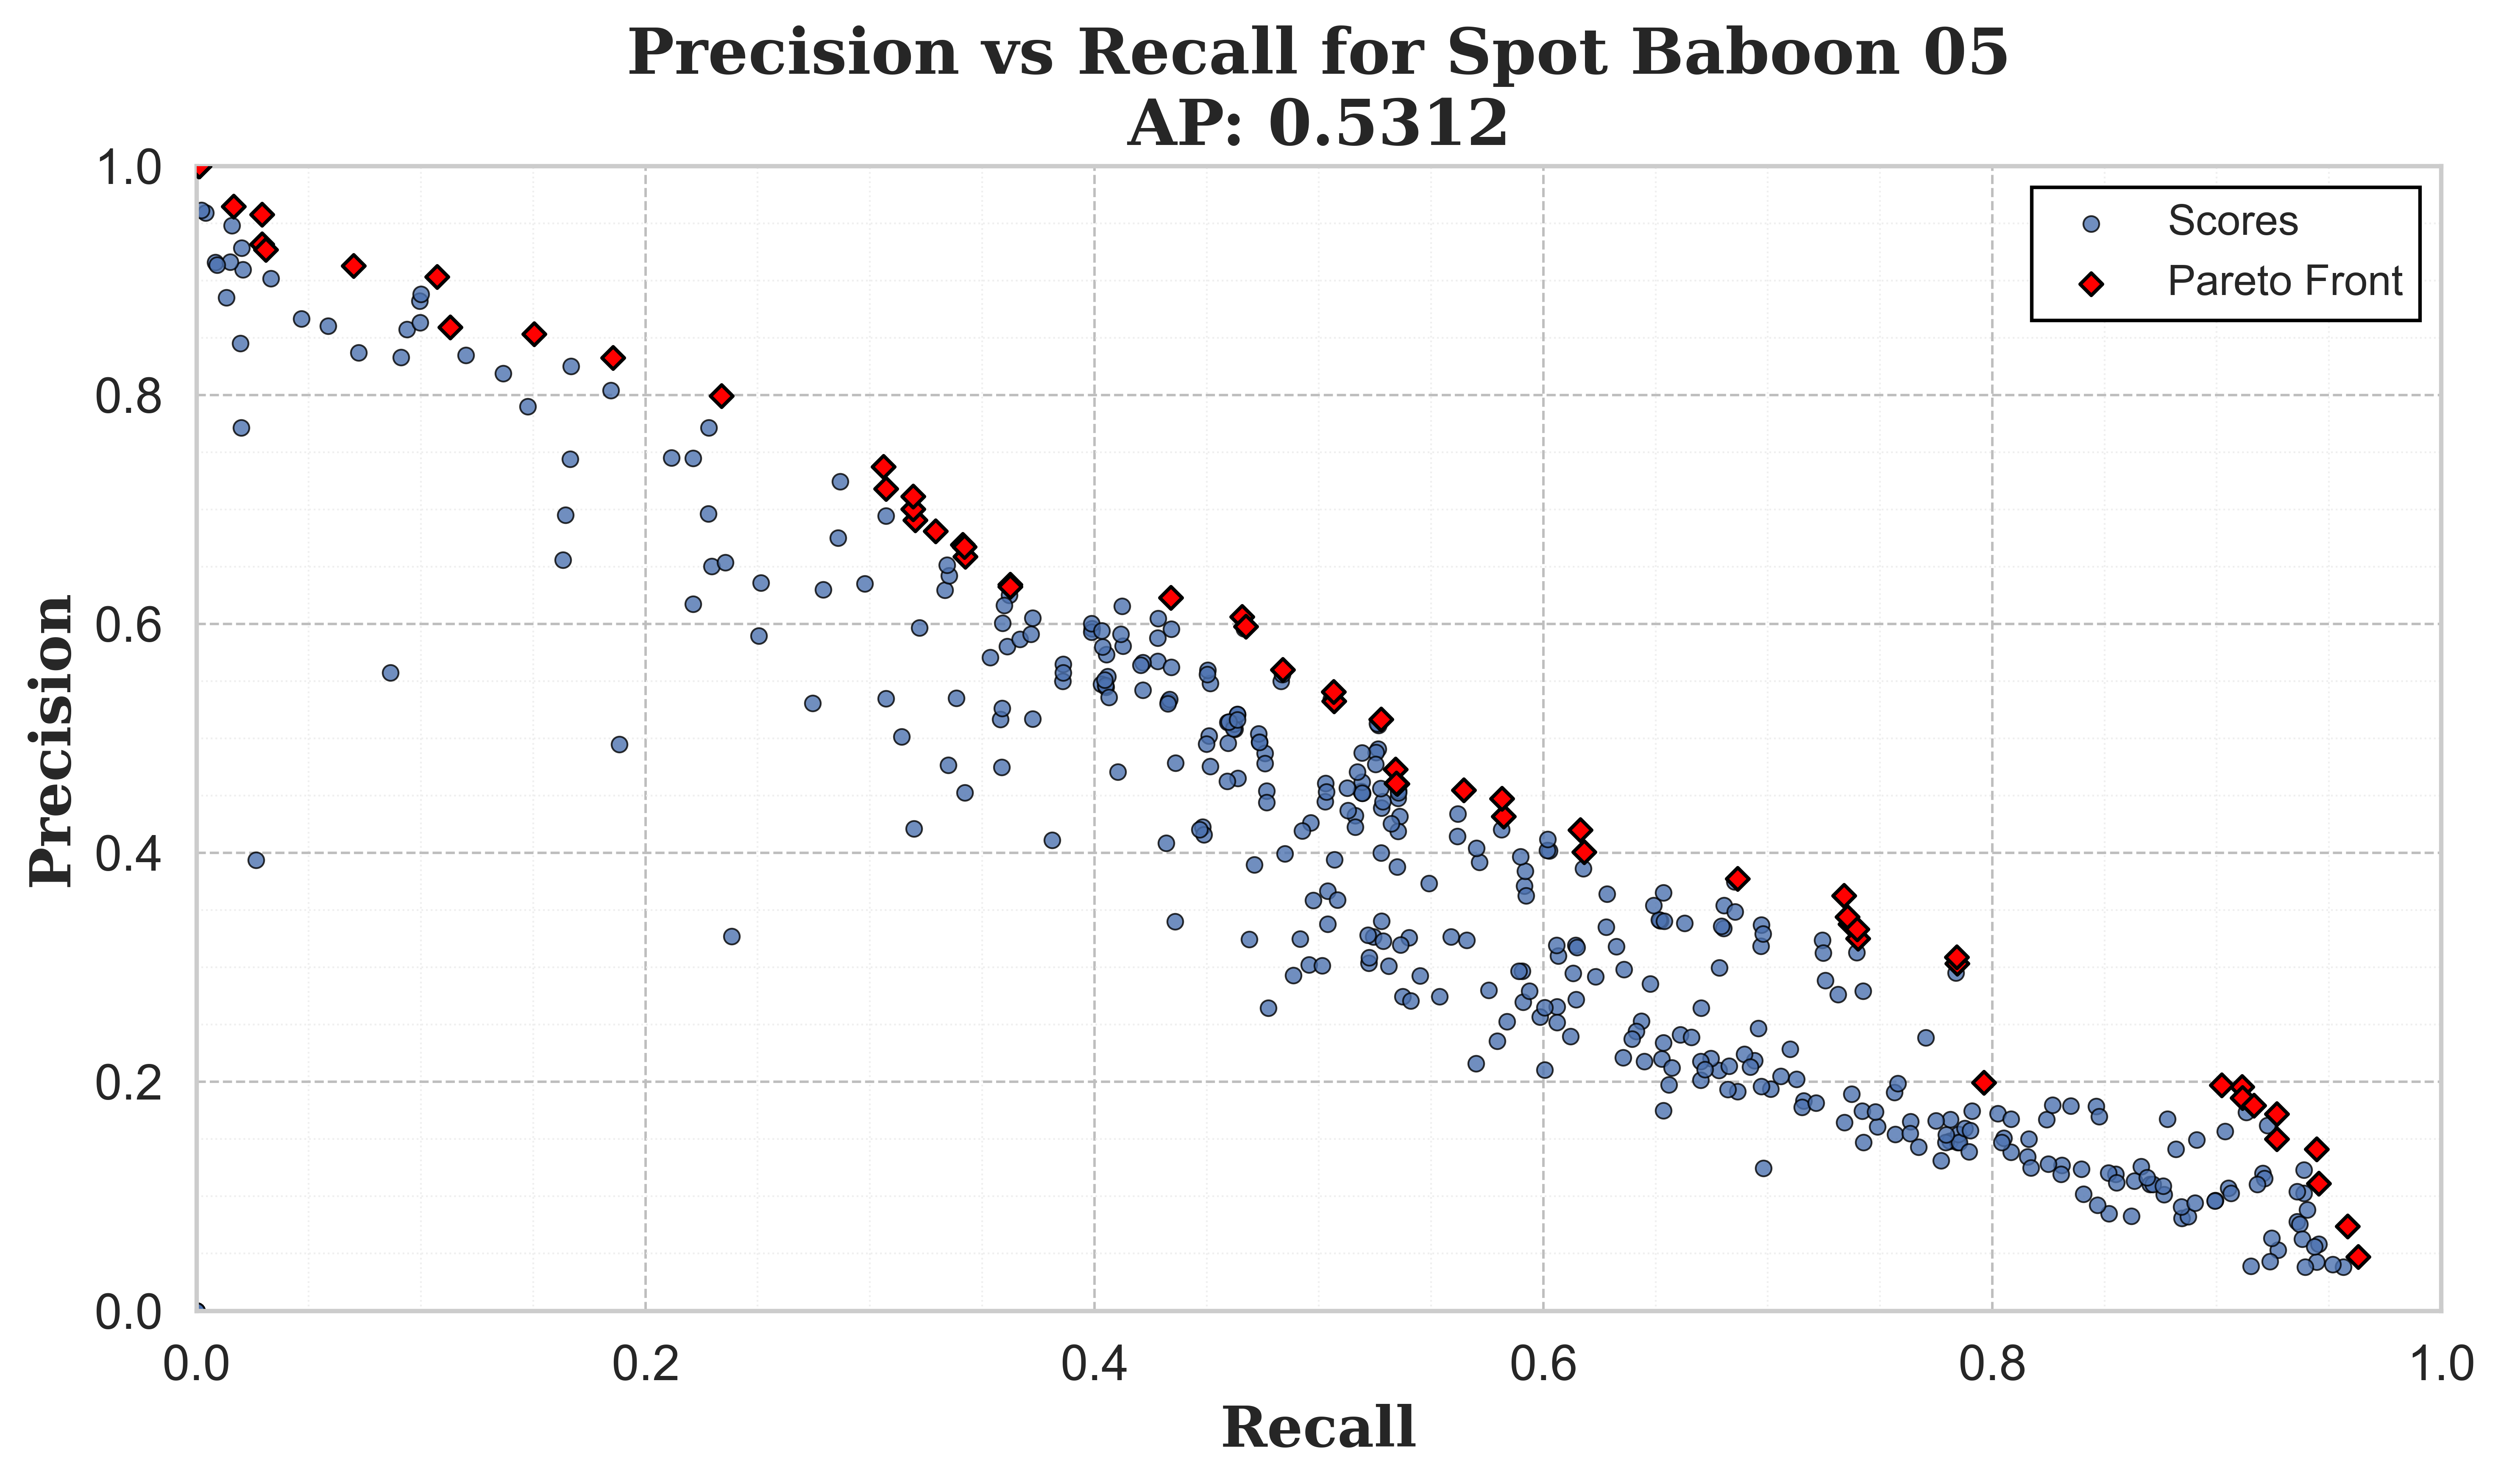 Precision vs Recall for Spot Baboon 05
AP: 0.5312
1.0
0.8
0.6
0.4
0.2
0.0
Precision
Scores
Pareto Front
0.0 0.2 0.4 0.6 0.8 1.0
Recall